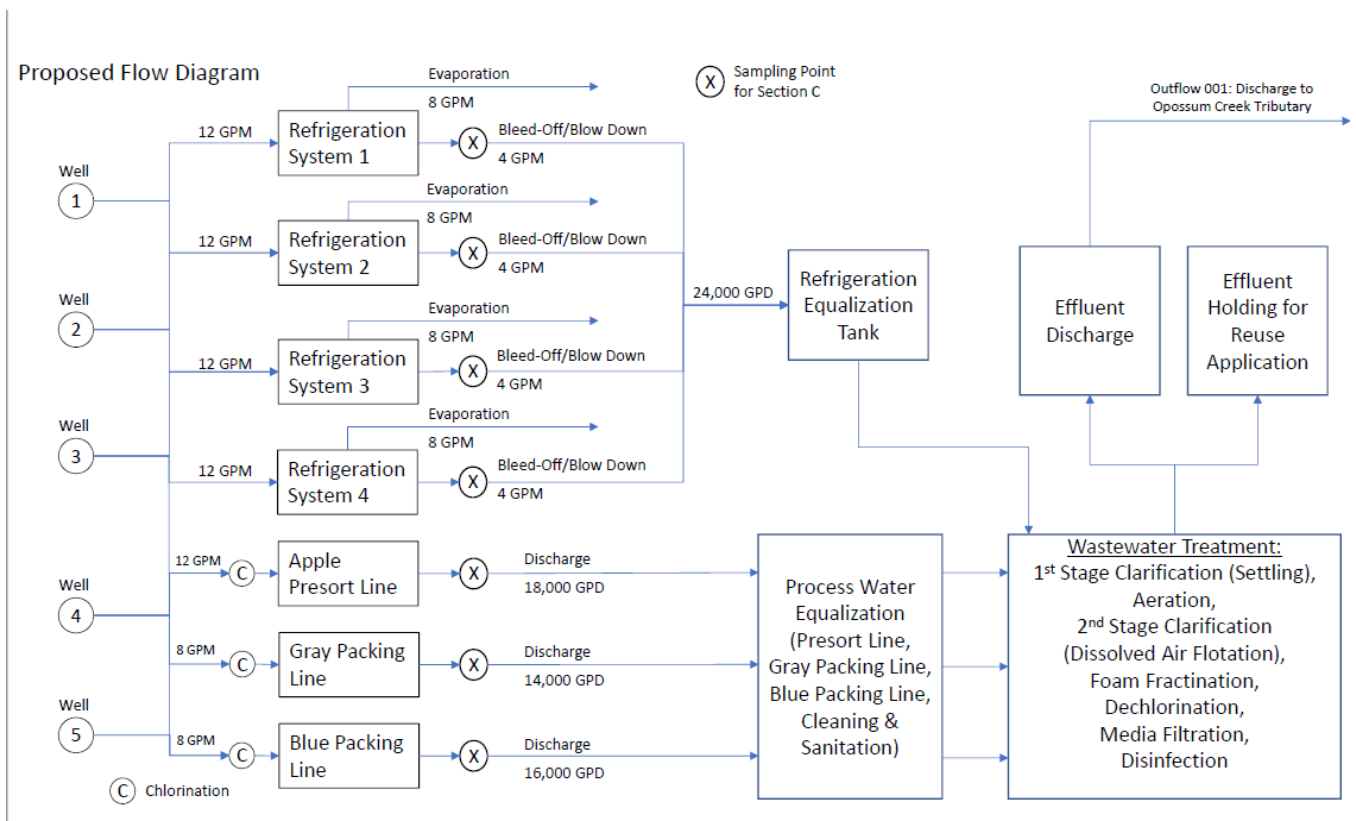 Proposed Flow Diagram
Evaporation
8 GPM
X
Sampling Point
for Section C
Outflow 001: Discharge to
Opossum Creek Tributary
12 GPM
Refrigeration
System 1
X
Bleed-Off/Blow Down
4 GPM
Well
1
Evaporation
8 GPM
12 GPM
Refrigeration
System 2
X
Bleed-Off/Blow Down
4 GPM
Well
2
Evaporation
8 GPM
12 GPM
Refrigeration
System 3
X
Bleed-Off/Blow Down
4 GPM
24,000 GPD
Refrigeration
Equalization
Tank
Effluent
Discharge
Effluent
Holding for
Reuse
Application
Well
3
Evaporation
8 GPM
12 GPM
Refrigeration
System 4
X
Bleed-Off/Blow Down
4 GPM
12 GPM
C
Apple
Presort Line
X
Discharge
18,000 GPD
Well
4
8 GPM
C
Gray Packing
Line
X
Discharge
14,000 GPD
Well
5
8 GPM
C
Blue Packing
Line
X
Discharge
16,000 GPD
C
Chlorination
Process Water
Equalization
(Presort Line,
Gray Packing Line,
Blue Packing Line,
Cleaning &
Sanitation)
Wastewater Treatment:
1st Stage Clarification (Settling),
Aeration,
2nd Stage Clarification
(Dissolved Air Flotation),
Foam Fractination,
Dechlorination,
Media Filtration,
Disinfection